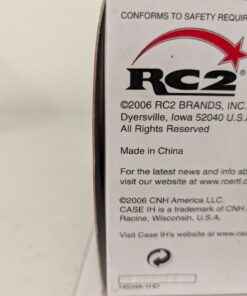 CONFORMS TO SAFETY REQUIR
RC2
©2006 RC2 BRANDS, INC.
Dyersville, Iowa 52040 U.S.A
All Rights Reserved
Made in China
For the latest news and info ab
visit our website at www.rcertl.
©2006 CNH America LLC.
CASE IH is a trademark of CNH
Racine, Wisconsin, U.S.A.
Visit Case IH's website at www.c